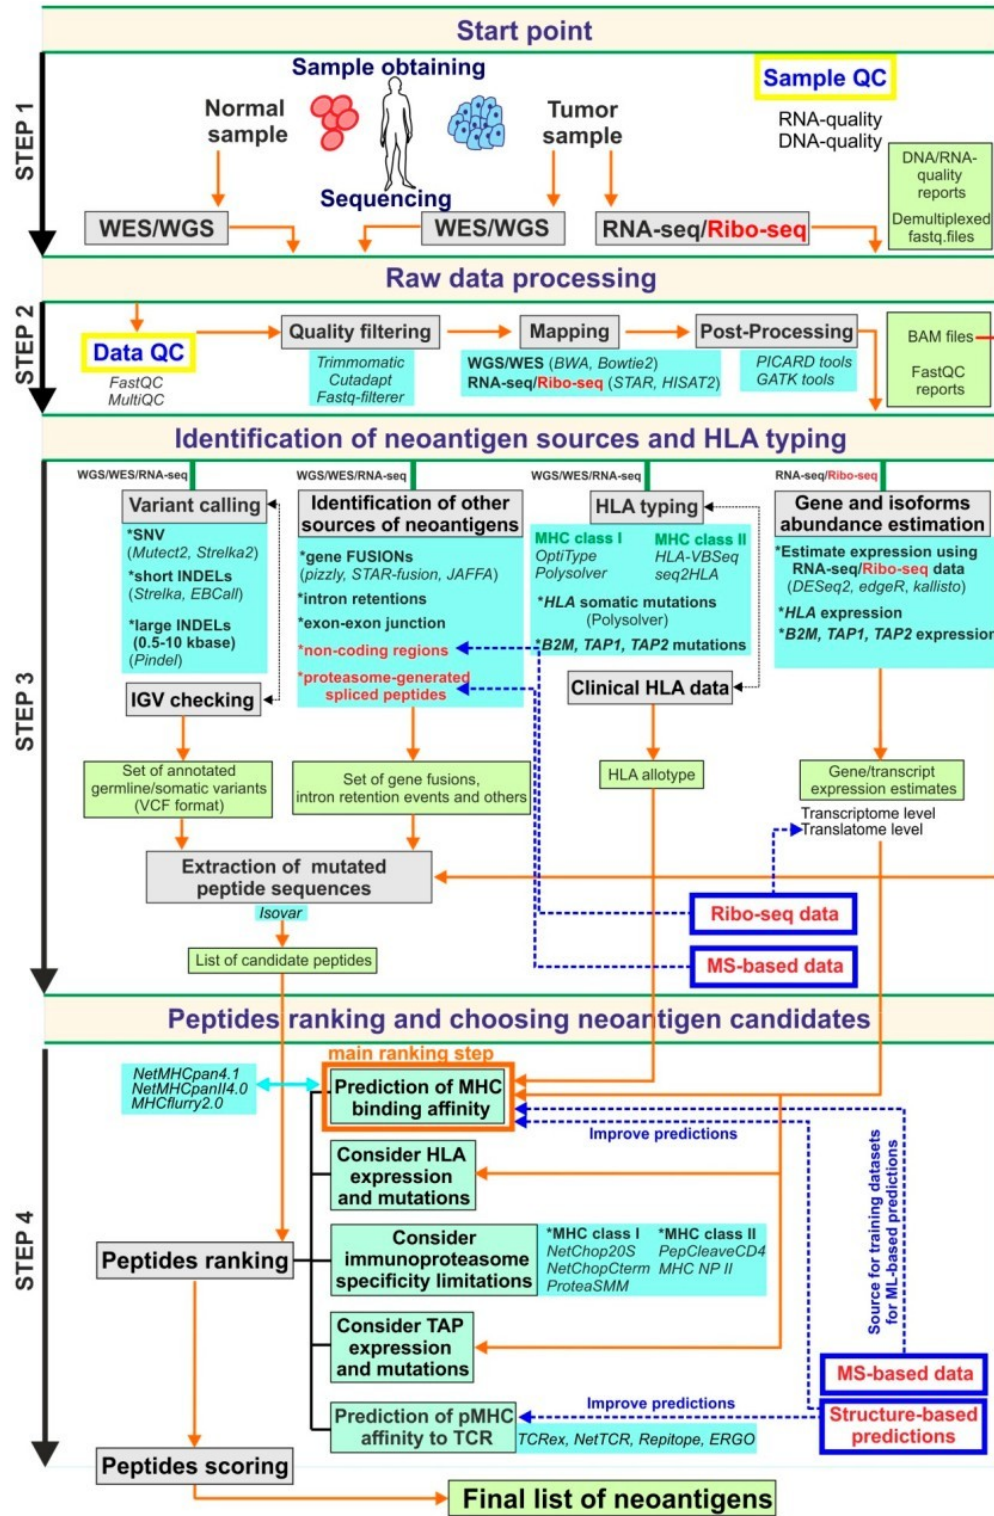 Start point
STEP 1
Sample obtaining
Normal
sample
Tumor
sample
Sample QC
RNA-quality
DNA-quality
Sequencing
WES/WGS
WES/WGS
RNA-seq/Ribo-seq
DNA/RNA-
quality
reports
Demultiplexed
fastq.files
Raw data processing
STEP 2
Data QC
FastQC
MultiQC
Quality filtering
Trimmomatic
Cutadapt
Fastq-filterer
Mapping
WGS/WES (BWA, Bowtie2)
RNA-seq/Ribo-seq (STAR, HISAT2)
Post-Processing
PICARD tools
GATK tools
BAM files
FastQC
reports
Identification of neoantigen sources and HLA typing
STEP 3
WGS/WES/RNA-seq
Variant calling
*SNV
(Mutect2, Strelka2)
*short INDELs
(Strelka, EBCall)
*large INDELs
(0.5-10 kbase)
(Pindel)
IGV checking
Set of annotated
germline/somatic variants
(VCF format)
WGS/WES/RNA-seq
Identification of other
sources of neoantigens
*gene FUSIONs
(pizzly, STAR-fusion, JAFFA)
*intron retentions
*exon-exon junction
*non-coding regions
*proteasome-generated
spliced peptides
Set of gene fusions,
intron retention events and others
WGS/WES/RNA-seq
HLA typing
MHC class I
OptiType
Polysolver
MHC class II
HLA-VBSeq
seq2HLA
*HLA somatic mutations
(Polysolver)
*B2M, TAP1, TAP2 mutations
Clinical HLA data
HLA allotype
RNA-seq/Ribo-seq
Gene and isoforms
abundance estimation
*Estimate expression using
RNA-seq/Ribo-seq data
(DESeq2, edgeR, kallisto)
*HLA expression
*B2M, TAP1, TAP2 expression
Gene/transcript
expression estimates
Transcriptome level
Translatome level
Extraction of mutated
peptide sequences
Isovar
List of candidate peptides
Ribo-seq data
MS-based data
Peptides ranking and choosing neoantigen candidates
STEP 4
main ranking step
NetMHCpan4.1
NetMHCpanII4.0
MHCflurry2.0
Prediction of MHC
binding affinity
Improve predictions
Consider HLA
expression
and mutations
Peptides ranking
Consider
immunoproteasome
specificity limitations
*MHC class I
NetChop20S
NetChopCterm
ProteaSMM
*MHC class II
PepCleaveCD4
MHC NP II
Source for training datasets
for ML-based predictions
Consider TAP
expression
and mutations
MS-based data
Prediction of pMHC
affinity to TCR
Improve predictions
TCRex, NetTCR, Repitope, ERGO
Structure-based
predictions
Peptides scoring
Final list of neoantigens